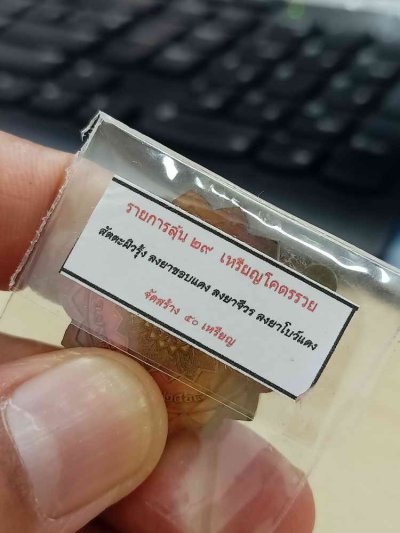 รายการลุ้น ๒๙ เหรียญโคตรรวย
สัตตะผิวรุ้ง ลงยาขอบแดง ลงยาจีวร ลงยาโบว์แดง
จัดสร้าง ๕๐ เหรียญ